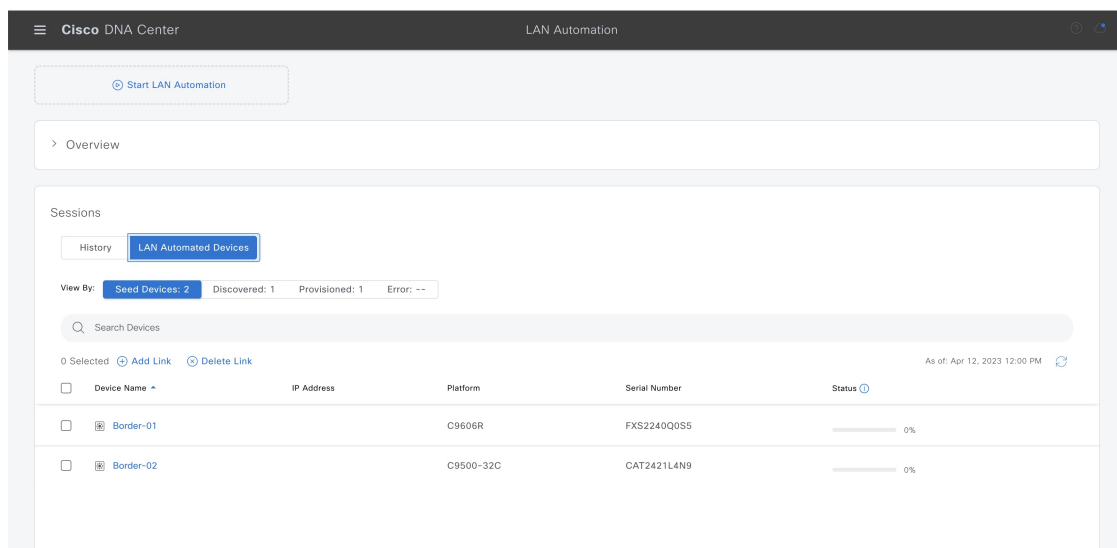 Cisco DNA Center LAN Automation
Start LAN Automation
Overview
Sessions
History LAN Automated Devices
View By: Seed Devices: 2 Discovered: 1 Provisioned: 1 Error: --
Search Devices
0 Selected Add Link Delete Link As of: Apr 12, 2023 12:00 PM
Device Name IP Address Platform Serial Number Status
Border-01 C9606R FXS2240Q0S5 0%
Border-02 C9500-32C CAT2421L4N9 0%